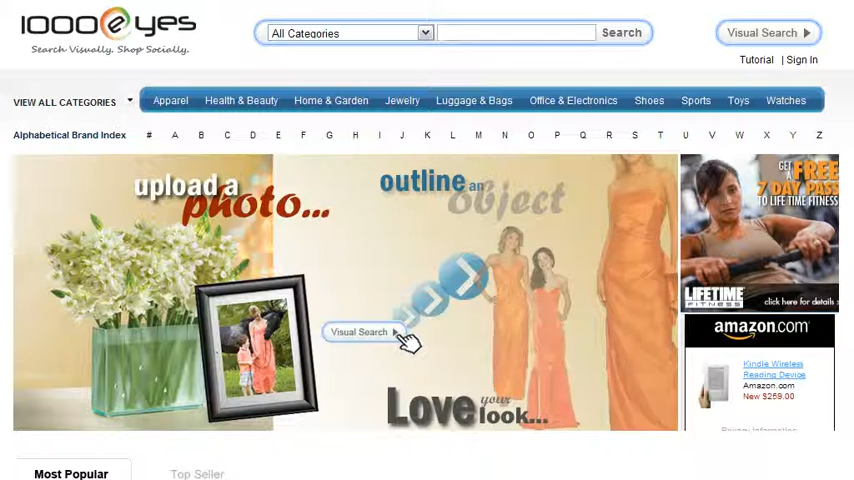 1000eyes
Search Visually. Shop Socially.
All Categories
Search
Visual Search
Tutorial | Sign In
VIEW ALL CATEGORIES
Apparel Health & Beauty Home & Garden Jewelry Luggage & Bags Office & Electronics Shoes Sports Toys Watches
Alphabetical Brand Index # A B C D E F G H I J K L M N O P Q R S T U V W X Y Z
upload a
photo...
outline an
object
Visual Search
Love your
look...
GET
A FREE
7 DAY PASS
TO LIFE TIME FITNESS
LIFETIME
FITNESS
click here for details
amazon.com
Kindle Wireless
Reading Device
Amazon.com
New $259.00
Privacy Information
Most Popular
Top Seller